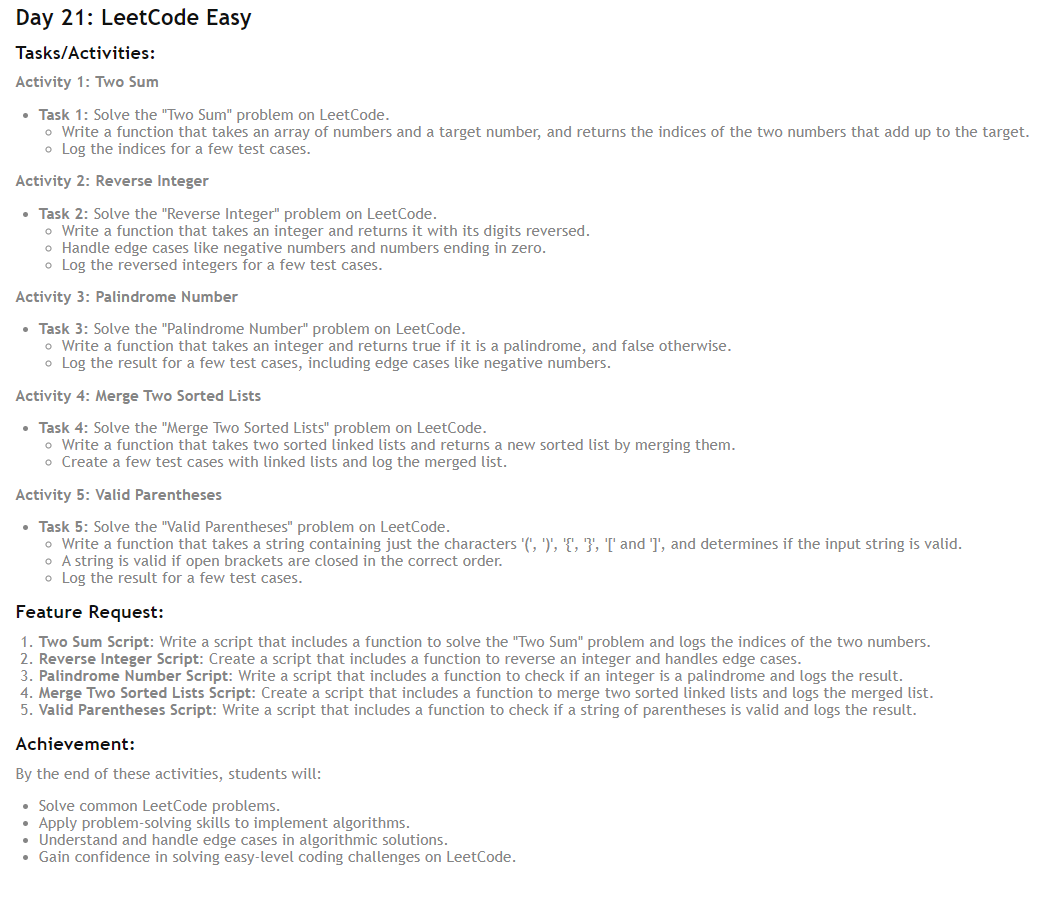 Day 21: LeetCode Easy
Tasks/Activities:
Activity 1: Two Sum
• Task 1: Solve the "Two Sum" problem on LeetCode.
◦ Write a function that takes an array of numbers and a target number, and returns the indices of the two numbers that add up to the target.
◦ Log the indices for a few test cases.
Activity 2: Reverse Integer
• Task 2: Solve the "Reverse Integer" problem on LeetCode.
◦ Write a function that takes an integer and returns it with its digits reversed.
◦ Handle edge cases like negative numbers and numbers ending in zero.
◦ Log the reversed integers for a few test cases.
Activity 3: Palindrome Number
• Task 3: Solve the "Palindrome Number" problem on LeetCode.
◦ Write a function that takes an integer and returns true if it is a palindrome, and false otherwise.
◦ Log the result for a few test cases, including edge cases like negative numbers.
Activity 4: Merge Two Sorted Lists
• Task 4: Solve the "Merge Two Sorted Lists" problem on LeetCode.
◦ Write a function that takes two sorted linked lists and returns a new sorted list by merging them.
◦ Create a few test cases with linked lists and log the merged list.
Activity 5: Valid Parentheses
• Task 5: Solve the "Valid Parentheses" problem on LeetCode.
◦ Write a function that takes a string containing just the characters '(', ')', '{', '}', '[' and ']', and determines if the input string is valid.
◦ A string is valid if open brackets are closed in the correct order.
◦ Log the result for a few test cases.
Feature Request:
1. Two Sum Script: Write a script that includes a function to solve the "Two Sum" problem and logs the indices of the two numbers.
2. Reverse Integer Script: Create a script that includes a function to reverse an integer and handles edge cases.
3. Palindrome Number Script: Write a script that includes a function to check if an integer is a palindrome and logs the result.
4. Merge Two Sorted Lists Script: Create a script that includes a function to merge two sorted linked lists and logs the merged list.
5. Valid Parentheses Script: Write a script that includes a function to check if a string of parentheses is valid and logs the result.
Achievement:
By the end of these activities, students will:
• Solve common LeetCode problems.
• Apply problem-solving skills to implement algorithms.
• Understand and handle edge cases in algorithmic solutions.
• Gain confidence in solving easy-level coding challenges on LeetCode.